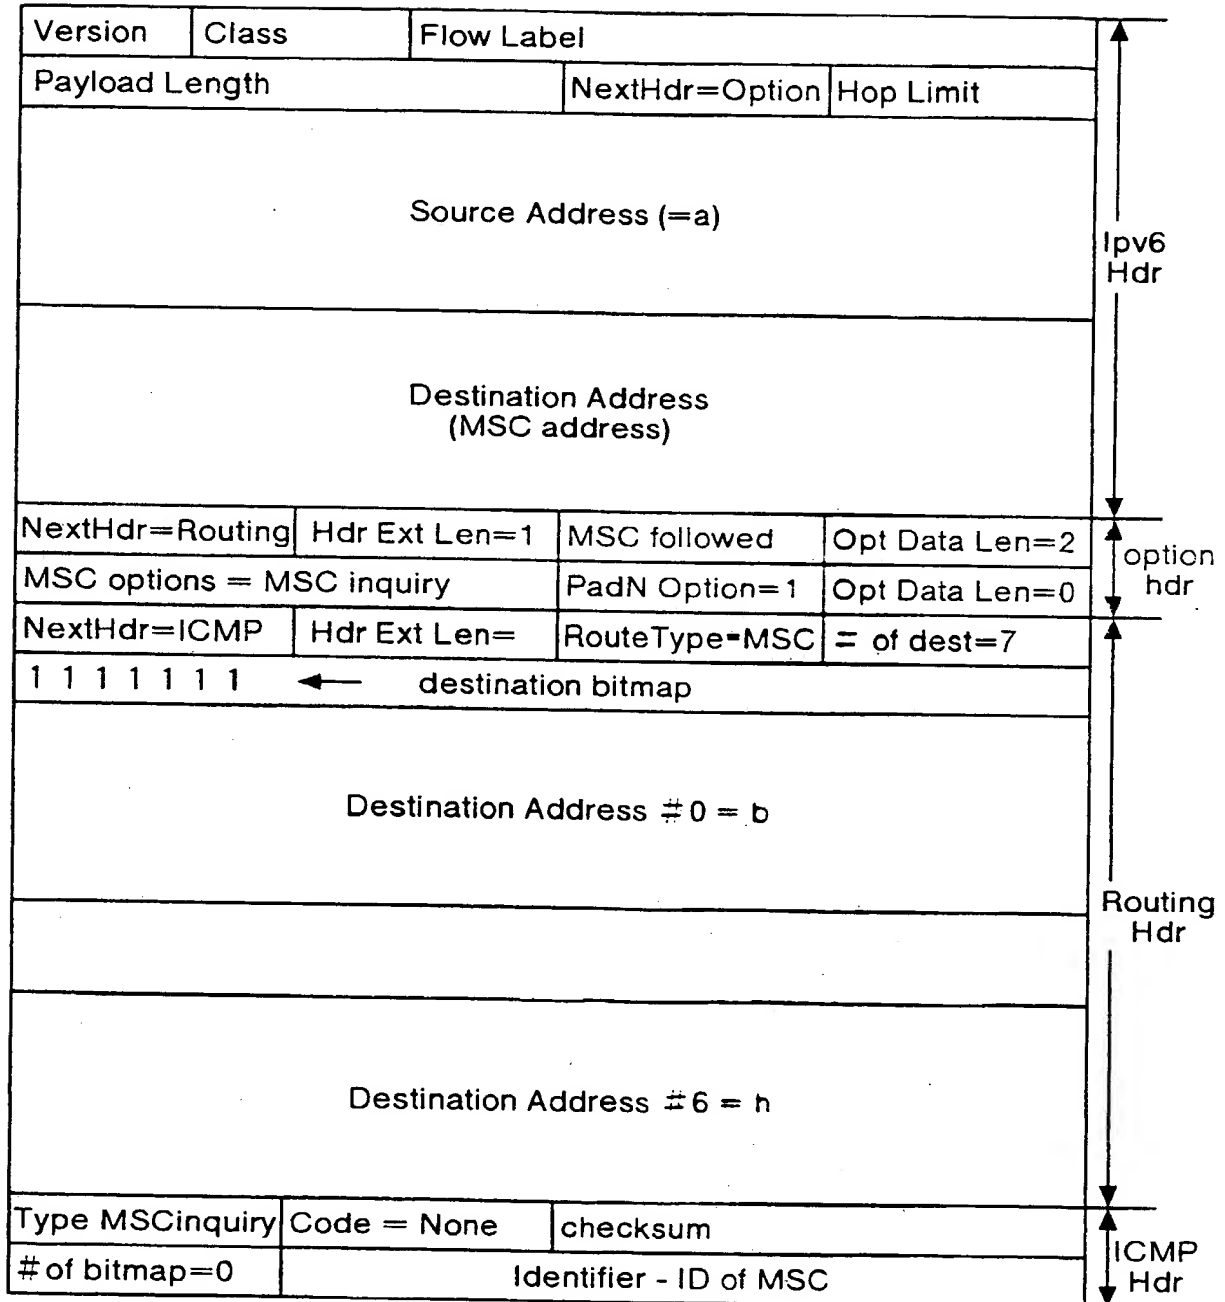 Version Class Flow Label
Payload Length NextHdr=Option Hop Limit
Source Address (=a)
Ipv6
Hdr
Destination Address
(MSC address)
NextHdr=Routing Hdr Ext Len=1 MSC followed Opt Data Len=2
option
hdr
MSC options = MSC inquiry PadN Option=1 Opt Data Len=0
NextHdr=ICMP Hdr Ext Len= RouteType=MSC = of dest=7
1 1 1 1 1 1 1 ← destination bitmap
Destination Address #0 = b
Routing
Hdr
Destination Address #6 = h
Type MSCinquiry Code = None checksum
ICMP
Hdr
# of bitmap=0 Identifier - ID of MSC